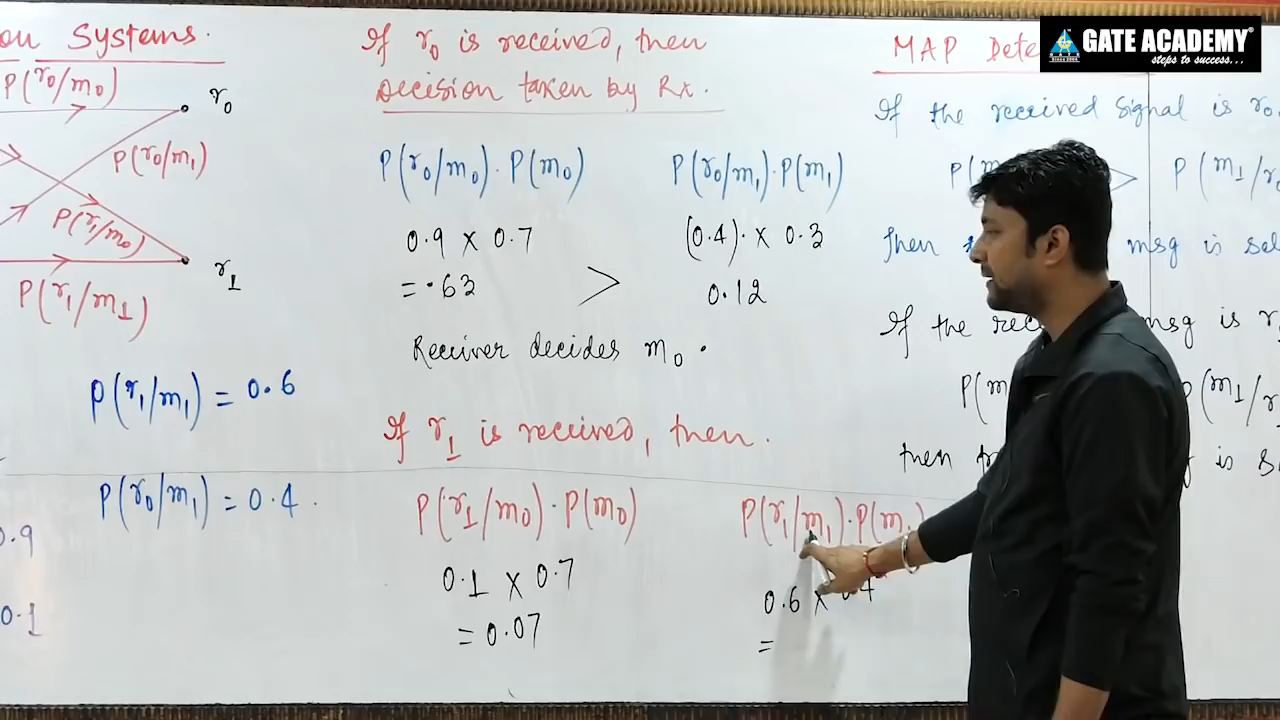 on Systems.
P(r0/m0)
r0
P(r0/m1)
P(r1/m0)
r1
P(r1/m1)
P(r1/m1) = 0.6
P(r0/m1) = 0.4.
0.9
0.1
If r0 is received, then
Decision taken by Rx.
P(r0/m0).P(m0)
P(r0/m1).P(m1)
0.9 x 0.7
(0.4). x 0.3
= .63
>
0.12
Receiver decides m0.
If r1 is received, then.
P(r1/m0).P(m0)
P(r1/m1).P(m
0.1 x 0.7
0.6 x
= 0.07
=
MAP Dete
GATE ACADEMY
steps to success...
If the received signal is r0.
P(m
> P(m1/r0
then
msg is sel
If the rec
msg is r
P(m
P(m1/r
then
is